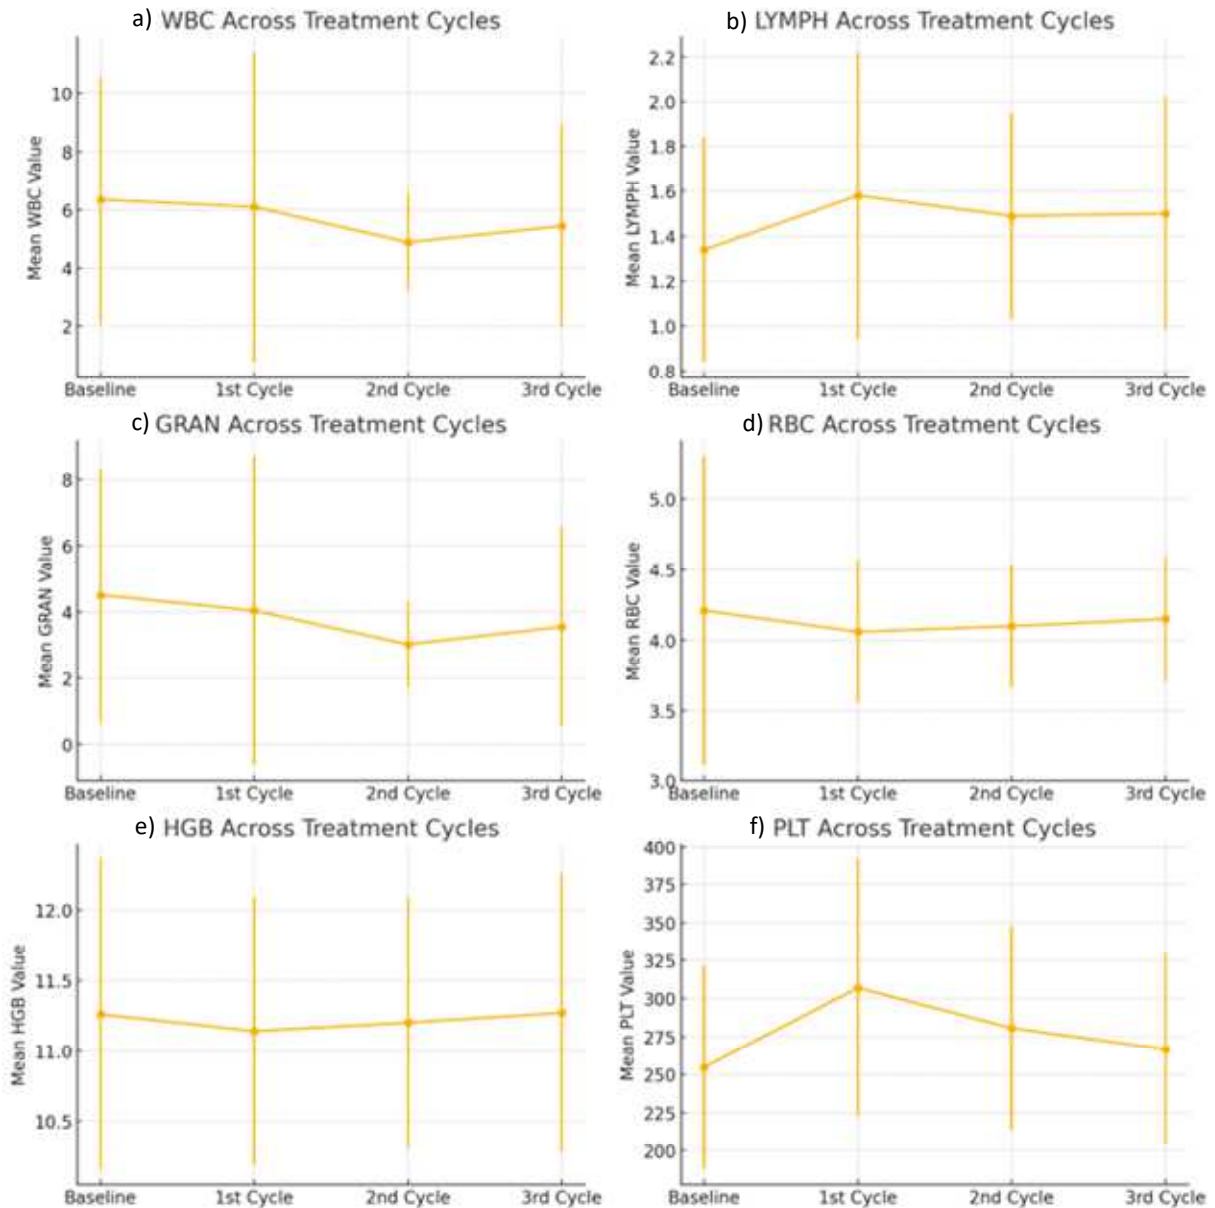 a) WBC Across Treatment Cycles
Mean WBC Value
10
8
6
4
2
Baseline 1st Cycle 2nd Cycle 3rd Cycle
b) LYMPH Across Treatment Cycles
Mean LYMPH Value
2.2
2.0
1.8
1.6
1.4
1.2
1.0
0.8
Baseline 1st Cycle 2nd Cycle 3rd Cycle
c) GRAN Across Treatment Cycles
Mean GRAN Value
8
6
4
2
0
Baseline 1st Cycle 2nd Cycle 3rd Cycle
d) RBC Across Treatment Cycles
Mean RBC Value
5.0
4.5
4.0
3.5
3.0
Baseline 1st Cycle 2nd Cycle 3rd Cycle
e) HGB Across Treatment Cycles
Mean HGB Value
12.0
11.5
11.0
10.5
Baseline 1st Cycle 2nd Cycle 3rd Cycle
f) PLT Across Treatment Cycles
Mean PLT Value
400
375
350
325
300
275
250
225
200
Baseline 1st Cycle 2nd Cycle 3rd Cycle